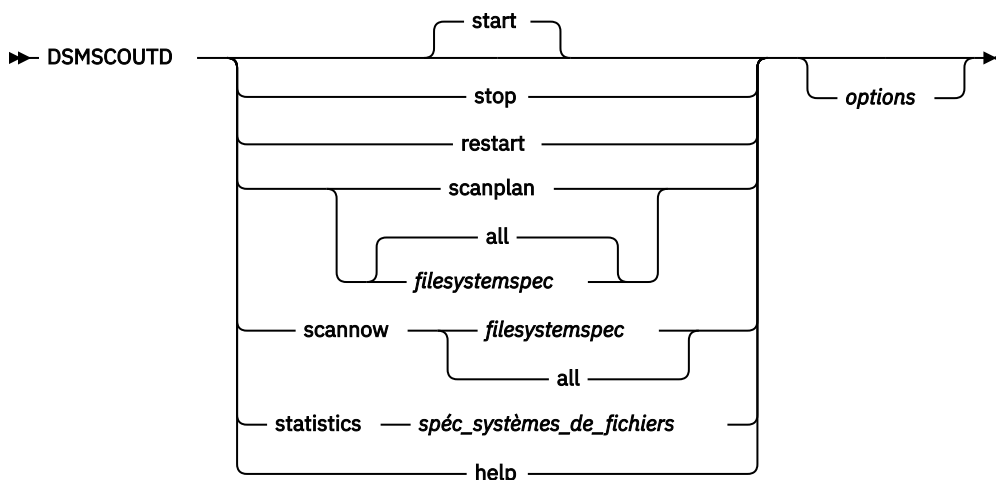 start
DSMSCOUTD
stop
options
restart
scanplan
all
filesystemspec
scannow filesystemspec
all
statistics spéc_systèmes_de_fichiers
help